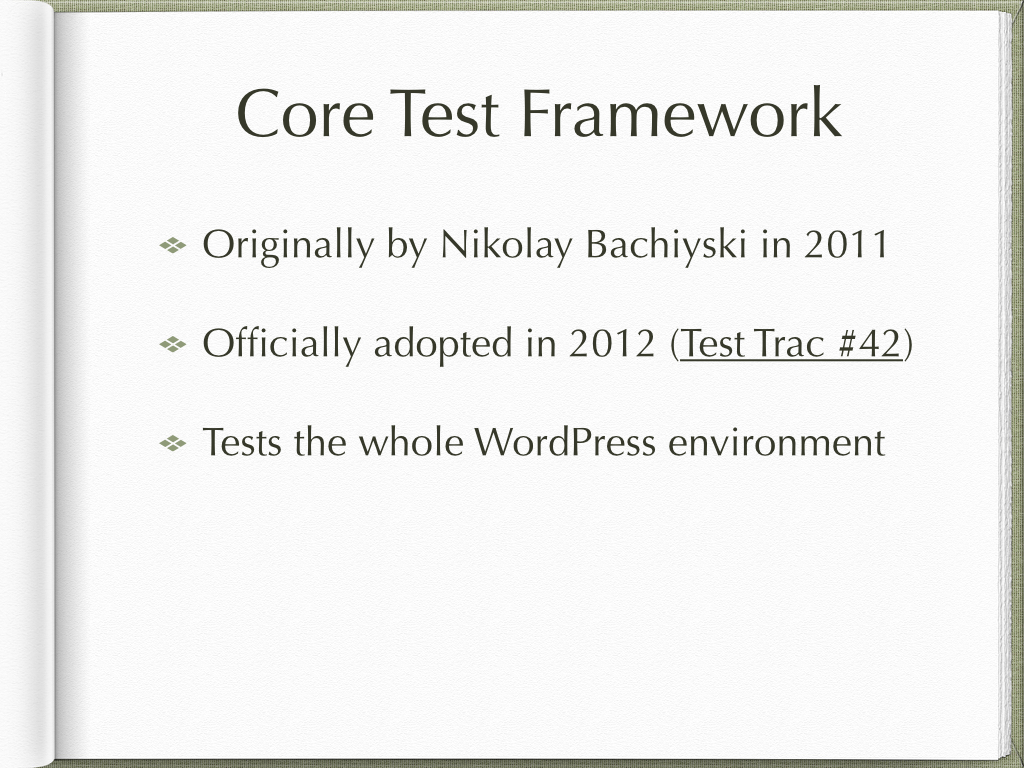 Core Test Framework
Originally by Nikolay Bachiyski in 2011
Officially adopted in 2012 (Test Trac #42)
Tests the whole WordPress environment